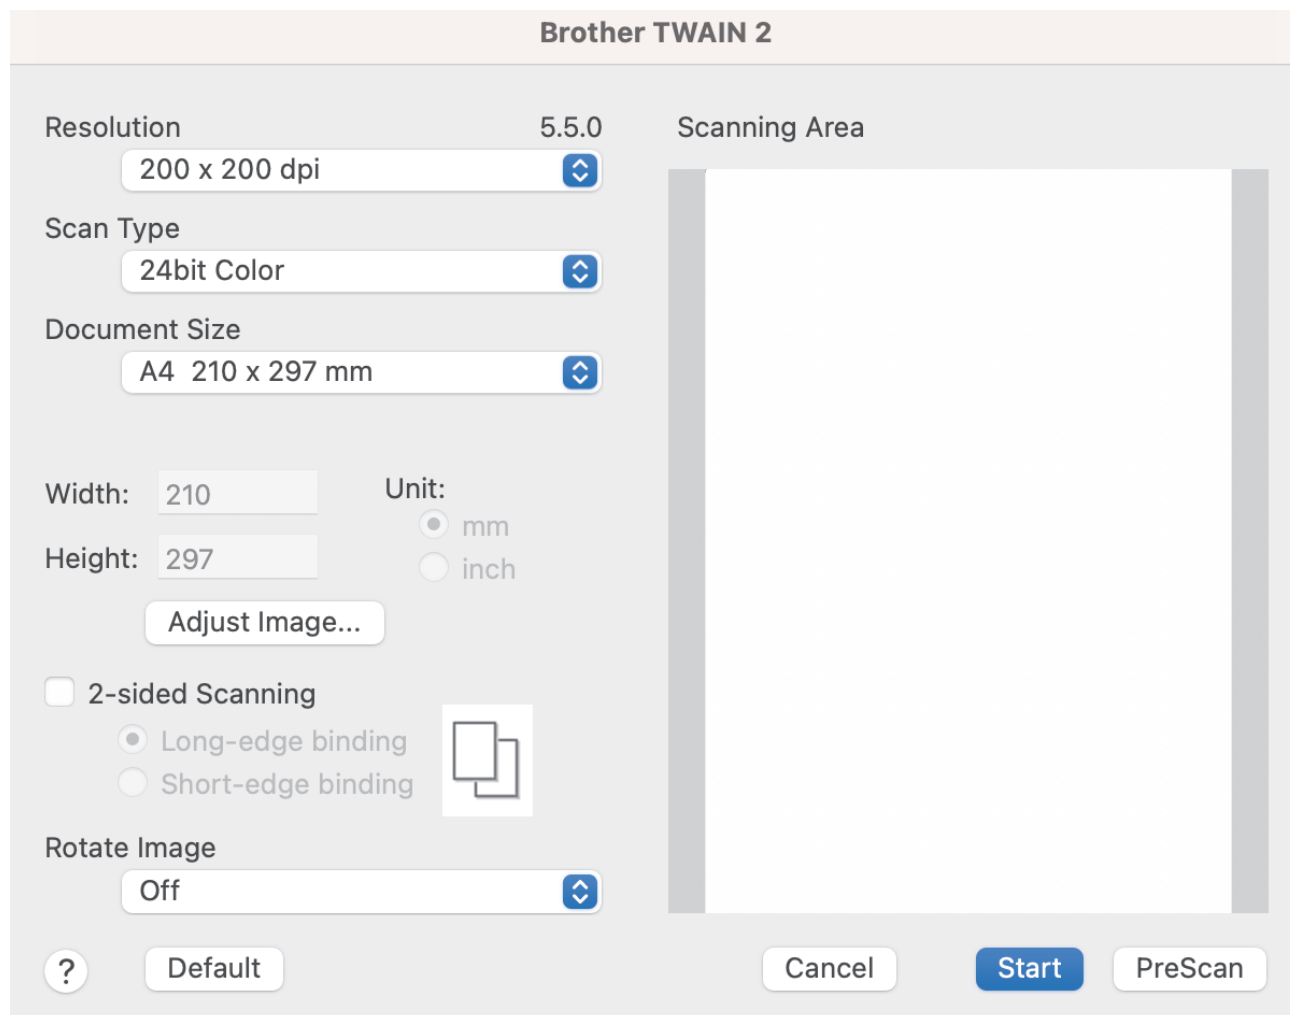 Brother TWAIN 2
Resolution 5.5.0
200 x 200 dpi
Scan Type
24bit Color
Document Size
A4 210 x 297 mm
Width: 210
Height: 297
Unit:
mm
inch
Adjust Image...
2-sided Scanning
Long-edge binding
Short-edge binding
Rotate Image
Off
? Default
Scanning Area
Cancel Start PreScan